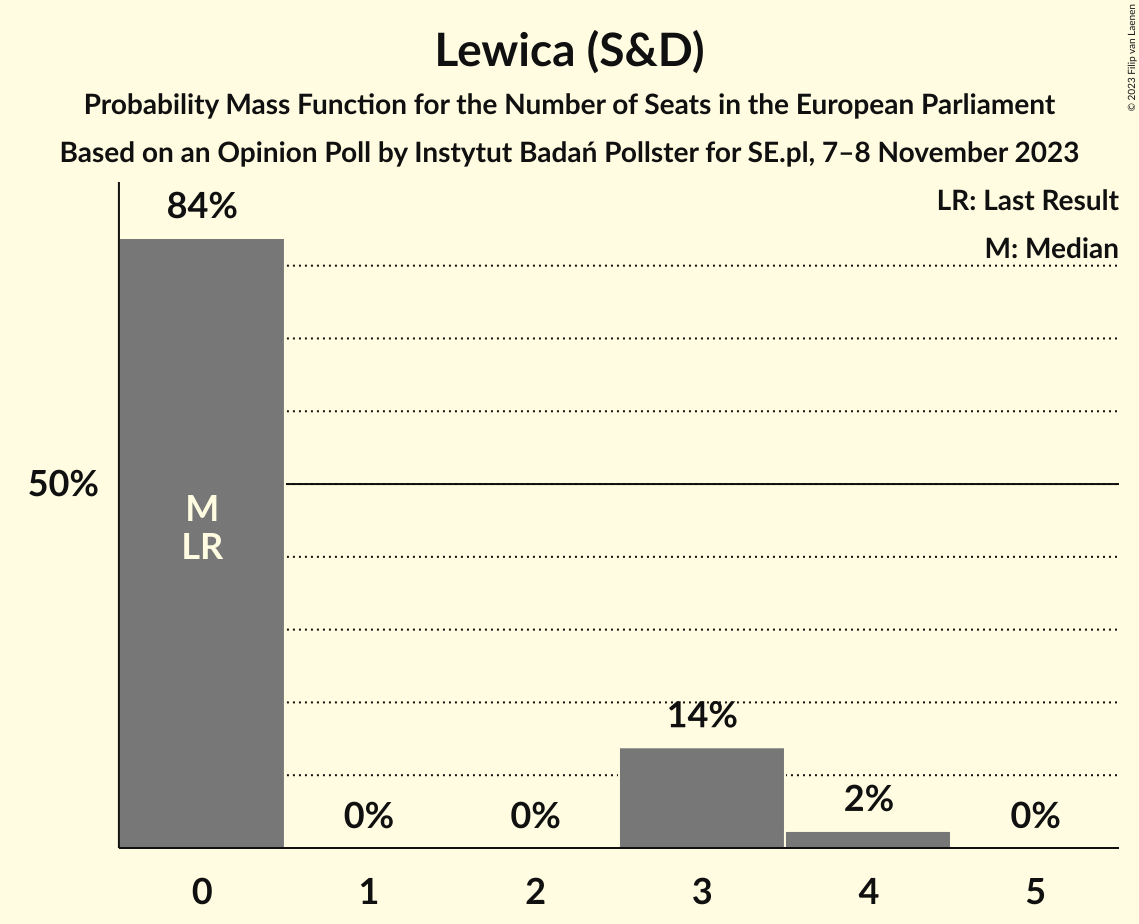 Lewica (S&D)
Probability Mass Function for the Number of Seats in the European Parliament
Based on an Opinion Poll by Instytut Badań Pollster for SE.pl, 7–8 November 2023
© 2023 Filip van Laenen
LR: Last Result
M: Median
84%
50%
M
LR
14%
2%
0%
0%
0%
0 1 2 3 4 5